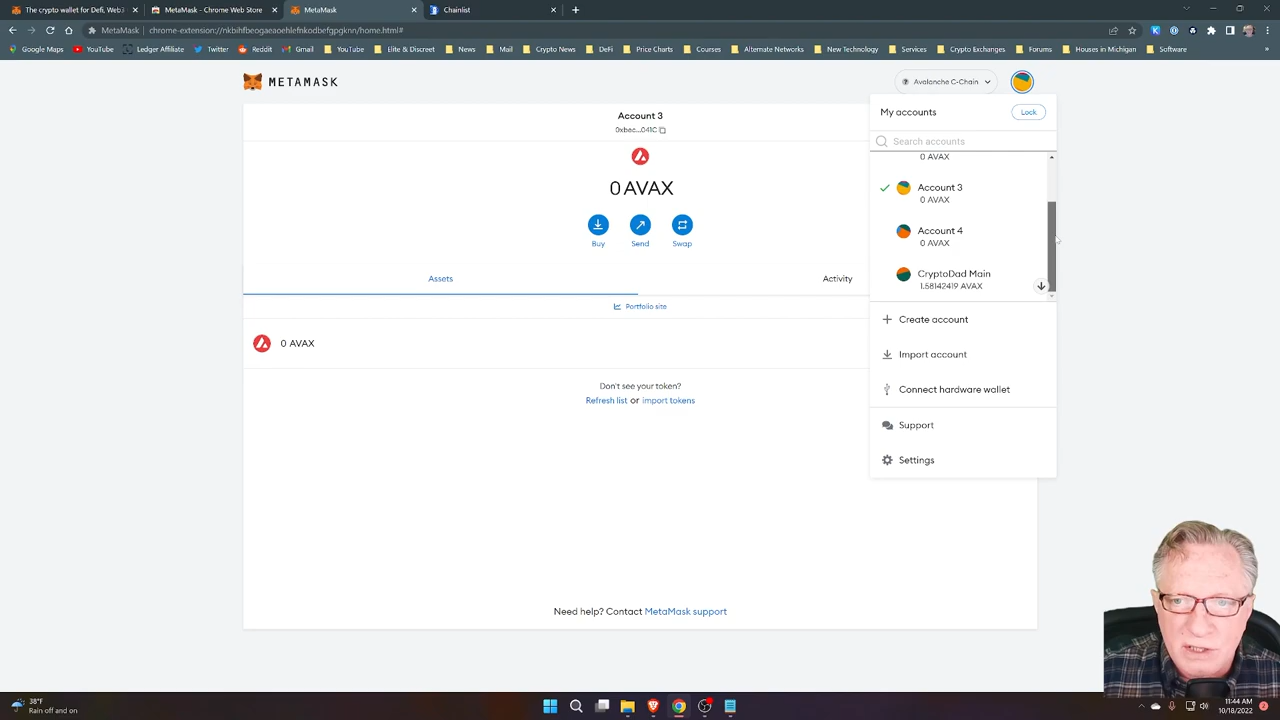 The crypto wallet for Defi, Web3
MetaMask - Chrome Web Store
MetaMask
Chainlist
MetaMask | chrome-extension://nkbihfbeogaeaoehlefnkodbefgpgknn/home.html#
Google Maps YouTube Ledger Affiliate Twitter Reddit Gmail YouTube Elite & Discreet News Mail Crypto News DeFi Price Charts Courses Alternate Networks New Technology Services Crypto Exchanges Forums Houses in Michigan Software »
METAMASK
Avalanche C-Chain
My accounts
Lock
Search accounts
0 AVAX
Account 3
0 AVAX
Account 4
0 AVAX
CryptoDad Main
1.58142419 AVAX
Create account
Import account
Connect hardware wallet
Support
Settings
Account 3
0xbec...041C
0 AVAX
Buy
Send
Swap
Assets
Activity
Portfolio site
0 AVAX
Don't see your token?
Refresh list or import tokens
Need help? Contact MetaMask support
38°F
Rain off and on
11:44 AM
10/18/2022
2